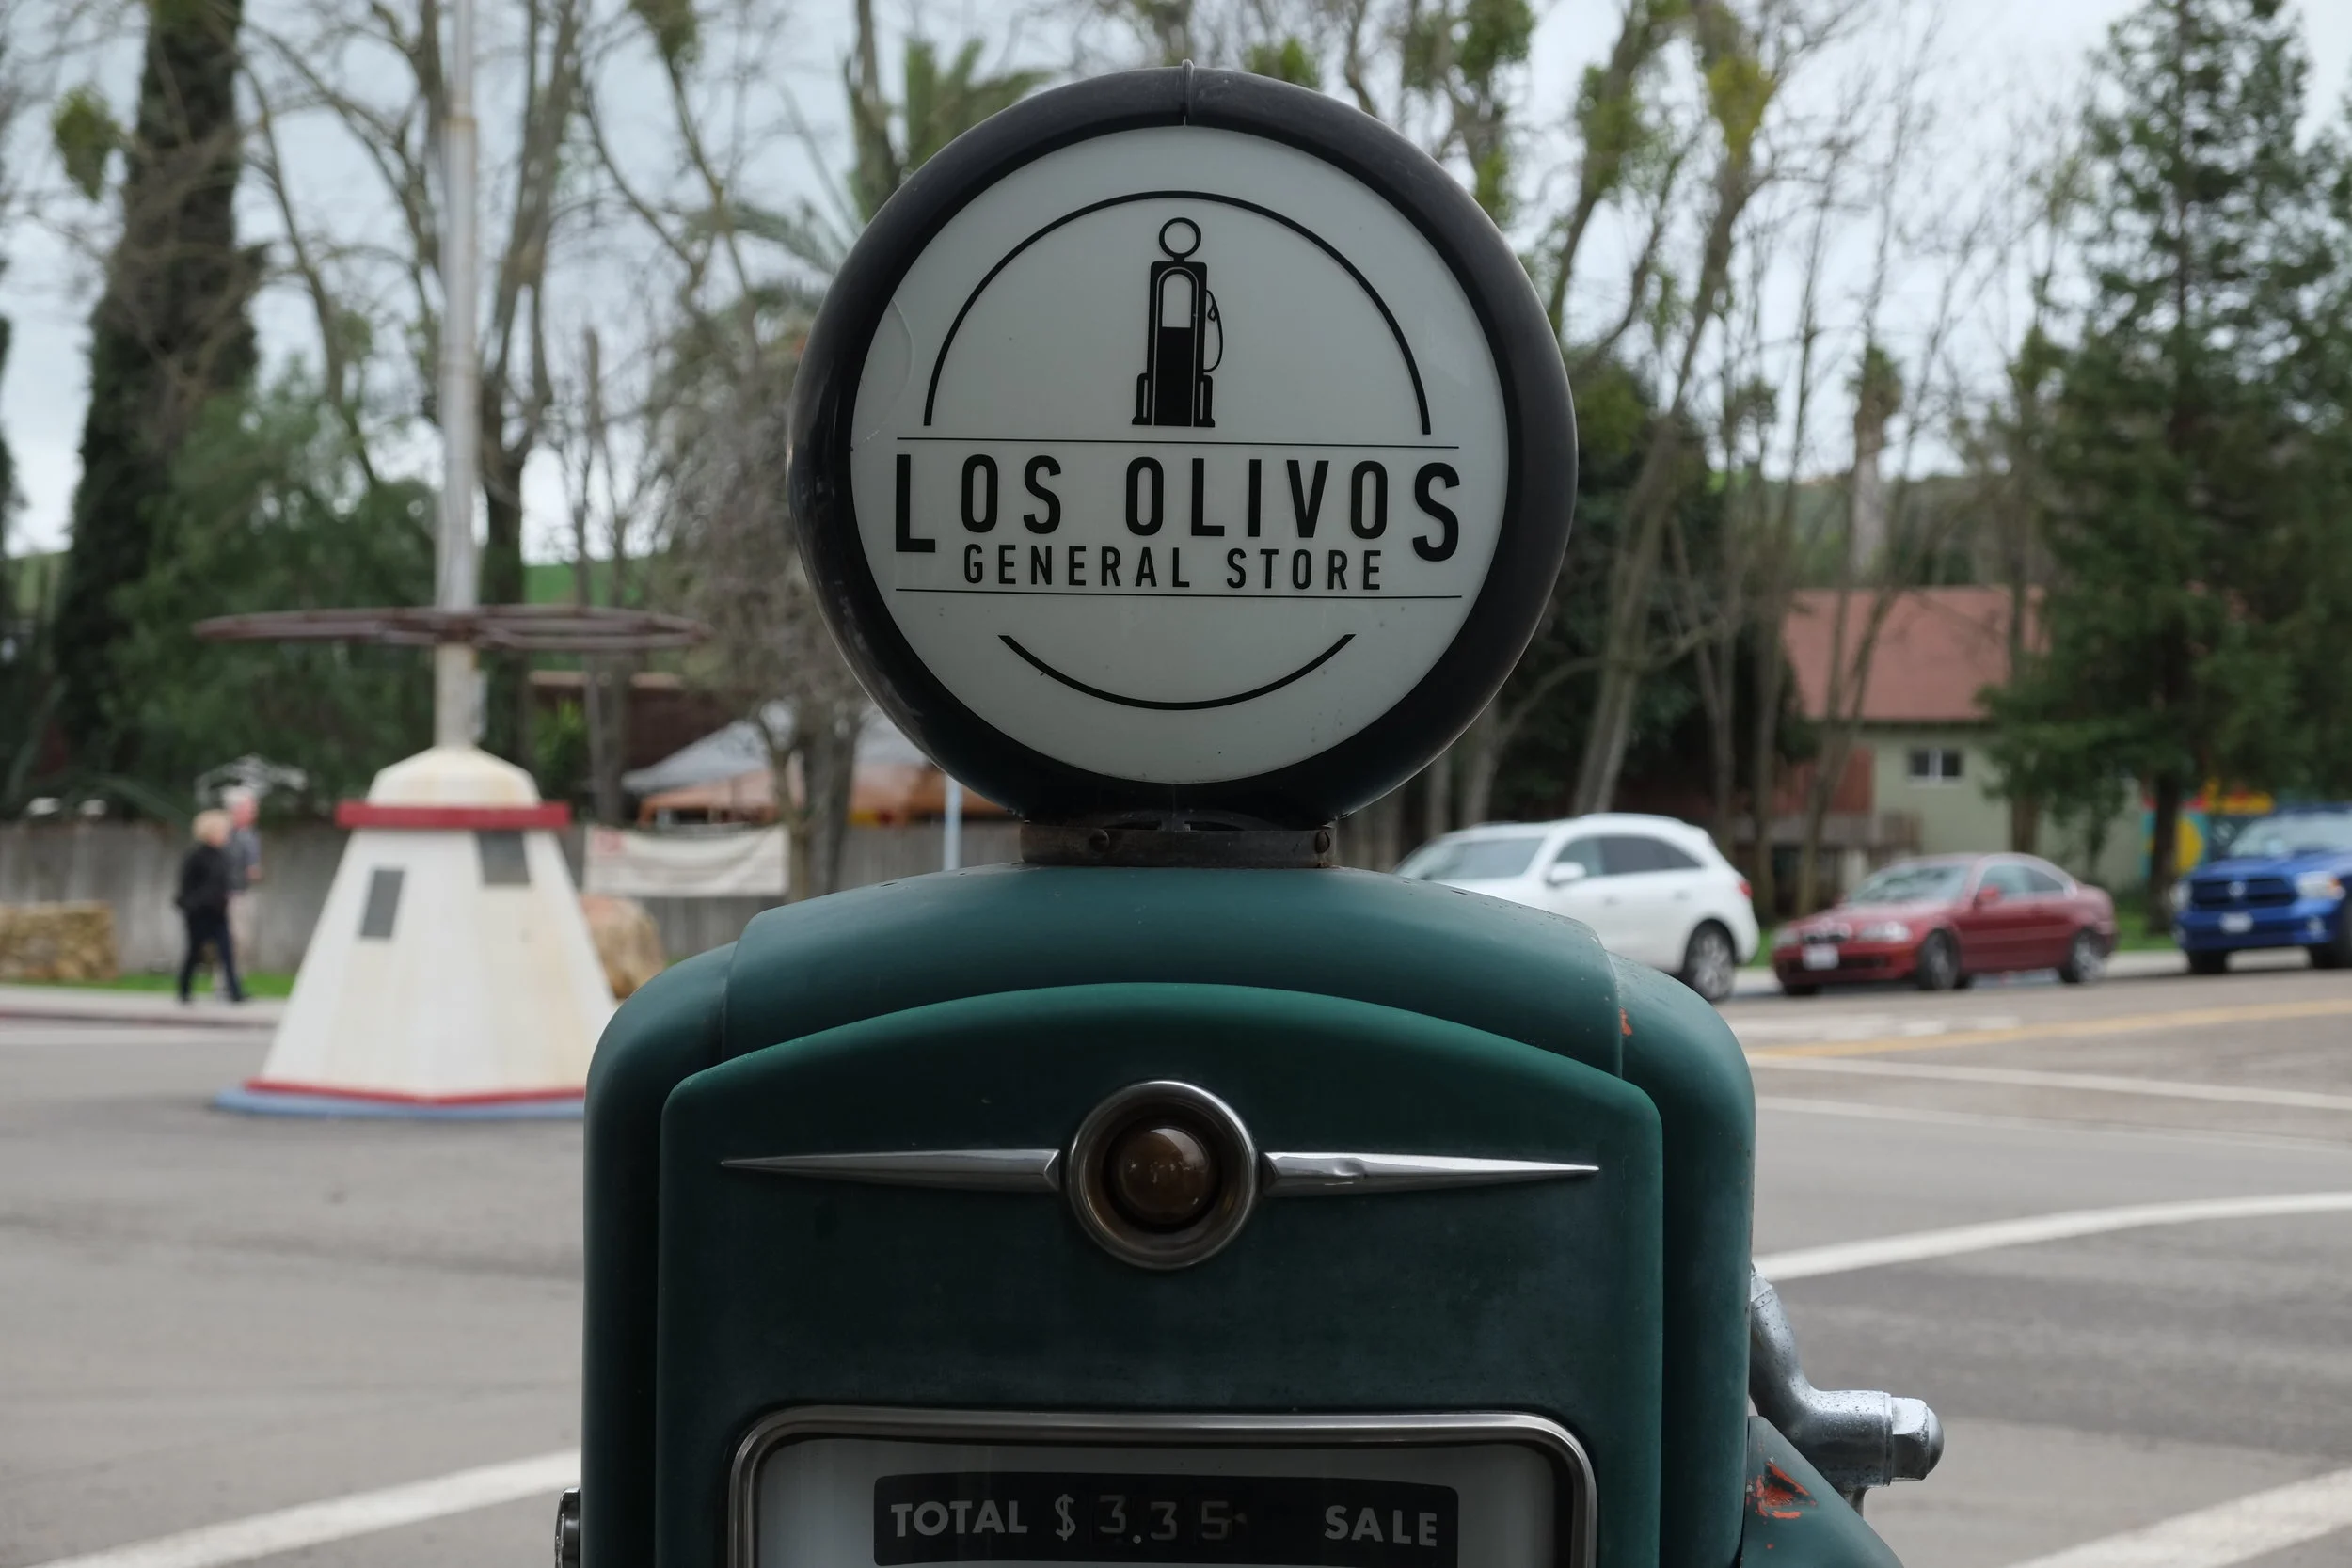 LOS OLIVOS
GENERAL STORE
TOTAL $ 3.35 SALE